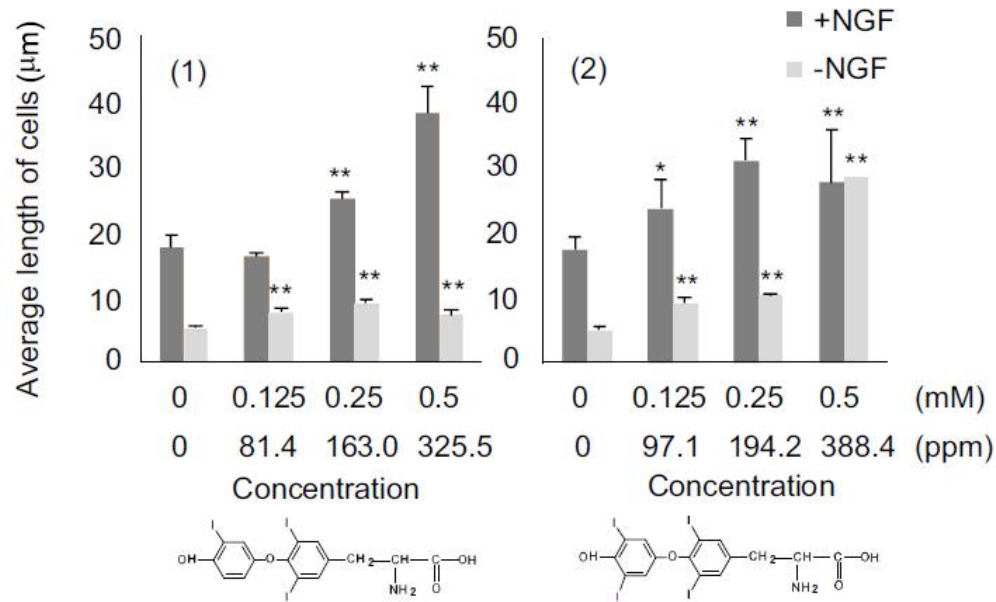 Average length of cells (μm)
50
40
30
20
10
0
(1)
**
**
**
**
**
0
0.125
0.25
0.5
0
81.4
163.0
325.5
Concentration
I
I
OH
O
CH₂
CH
C
OH
I
NH₂
O
50
40
30
20
10
0
(2)
+NGF
-NGF
*
**
**
**
**
**
0
0.125
0.25
0.5
(mM)
0
97.1
194.2
388.4
(ppm)
Concentration
I
I
OH
O
CH₂
CH
C
OH
I
I
NH₂
O